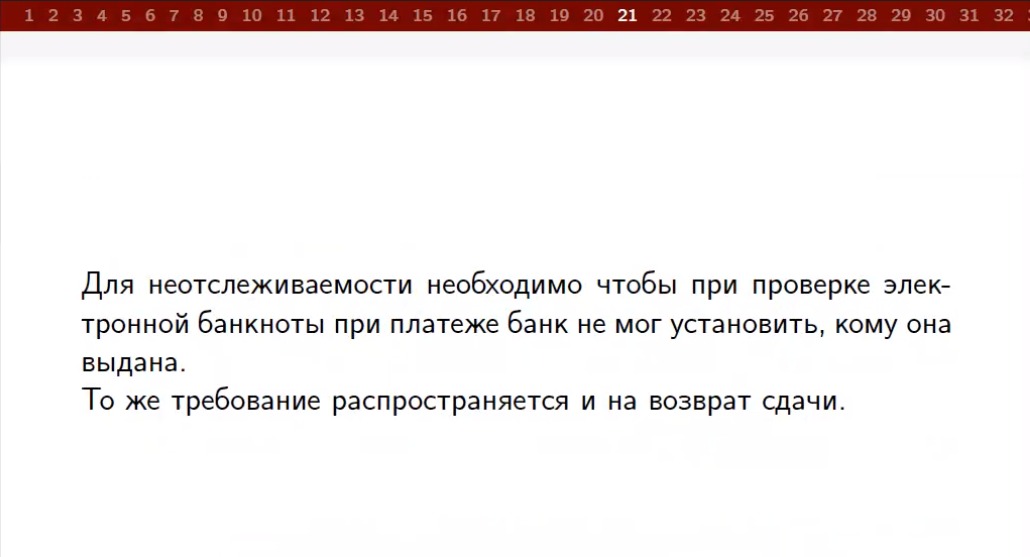 1 2 3 4 5 6 7 8 9 10 11 12 13 14 15 16 17 18 19 20 21 22 23 24 25 26 27 28 29 30 31 32
Для неотслеживаемости необходимо чтобы при проверке элек-
тронной банкноты при платеже банк не мог установить, кому она
выдана.
То же требование распространяется и на возврат сдачи.